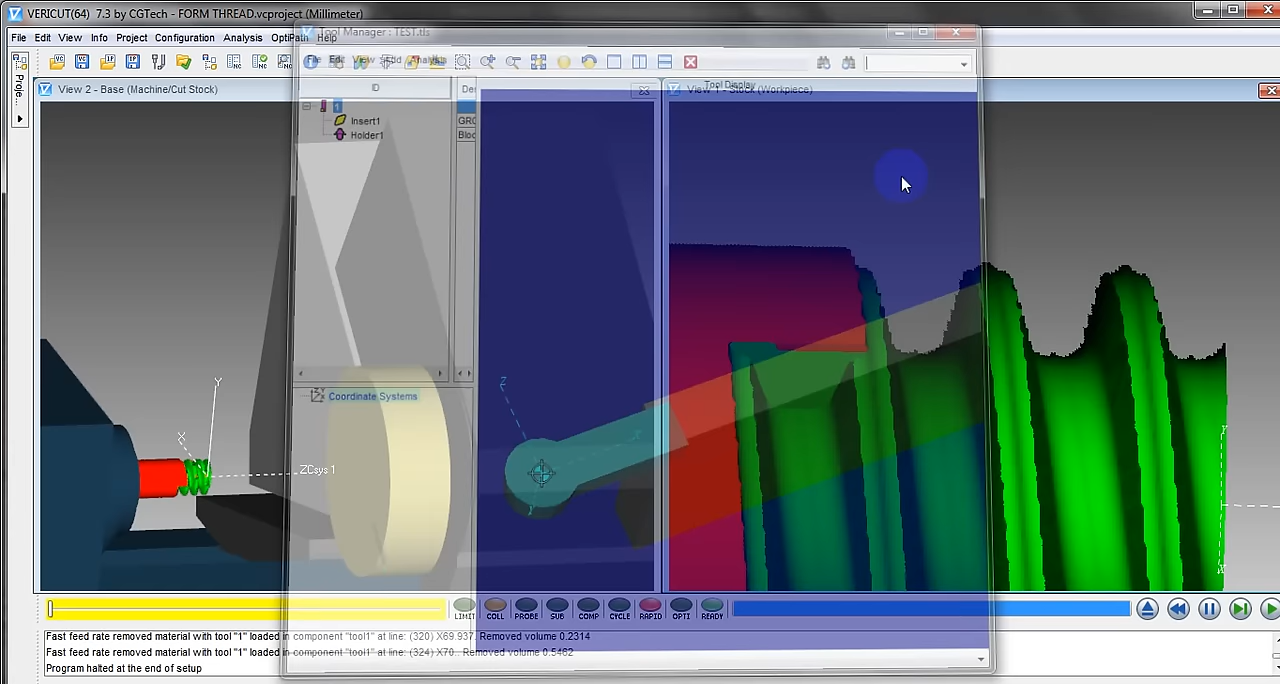 VERICUT(64) 7.3 by CGTech - FORM THREAD.vcproject (Millimeter)
Tool Manager : TEST.tls
File Edit View Info Project Configuration Analysis OptiPath Help
File Edit View Add Analysis
Proje...
View 2 - Base (Machine/Cut Stock)
ID
Des
Tool Display
View 1 - Stock (Workpiece)
1
Insert1
GRO
Holder1
Bloc
Coordinate Systems
Y
X
ZCsys 1
Z
X
Y
Y
X
LIMIT COLL PROBE SUB COMP CYCLE RAPID OPTI READY
Fast feed rate removed material with tool "1" loaded in component "tool1" at line: (320) X69.937. Removed volume 0.2314
Fast feed rate removed material with tool "1" loaded in component "tool1" at line: (324) X70.. Removed volume 0.5462
Program halted at the end of setup